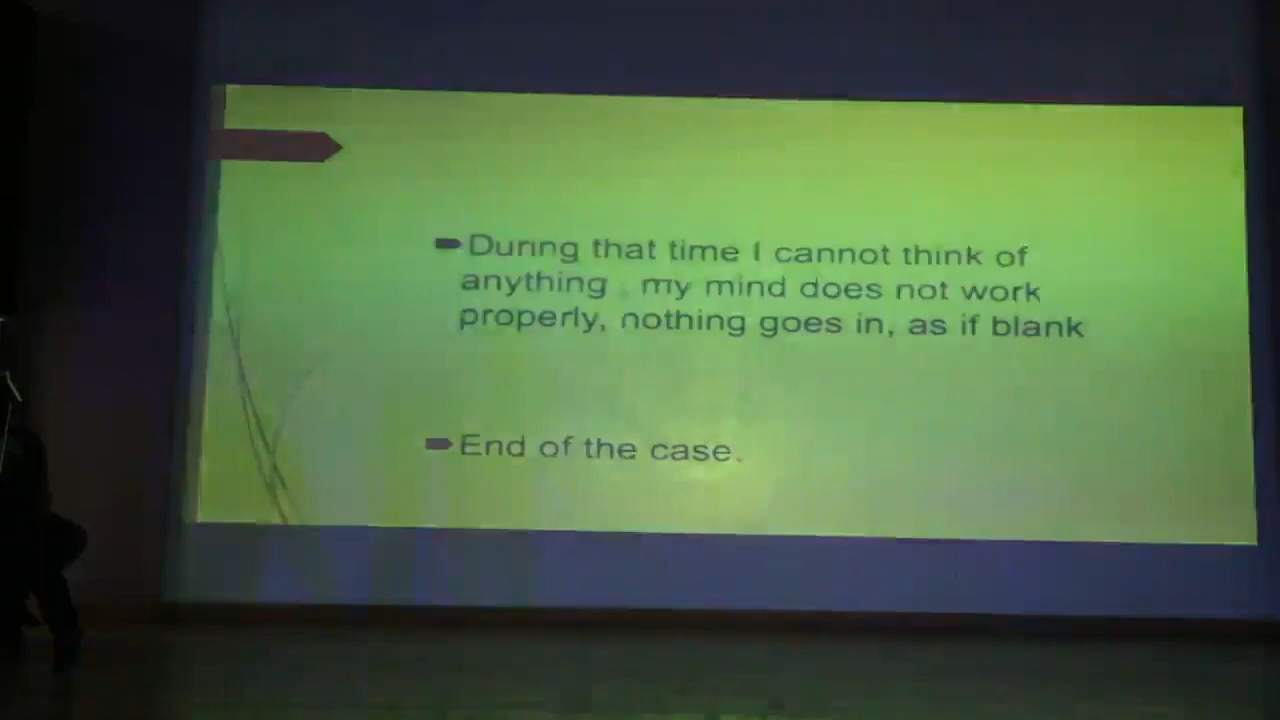 During that time I cannot think of
anything , my mind does not work
properly, nothing goes in, as if blank
End of the case.